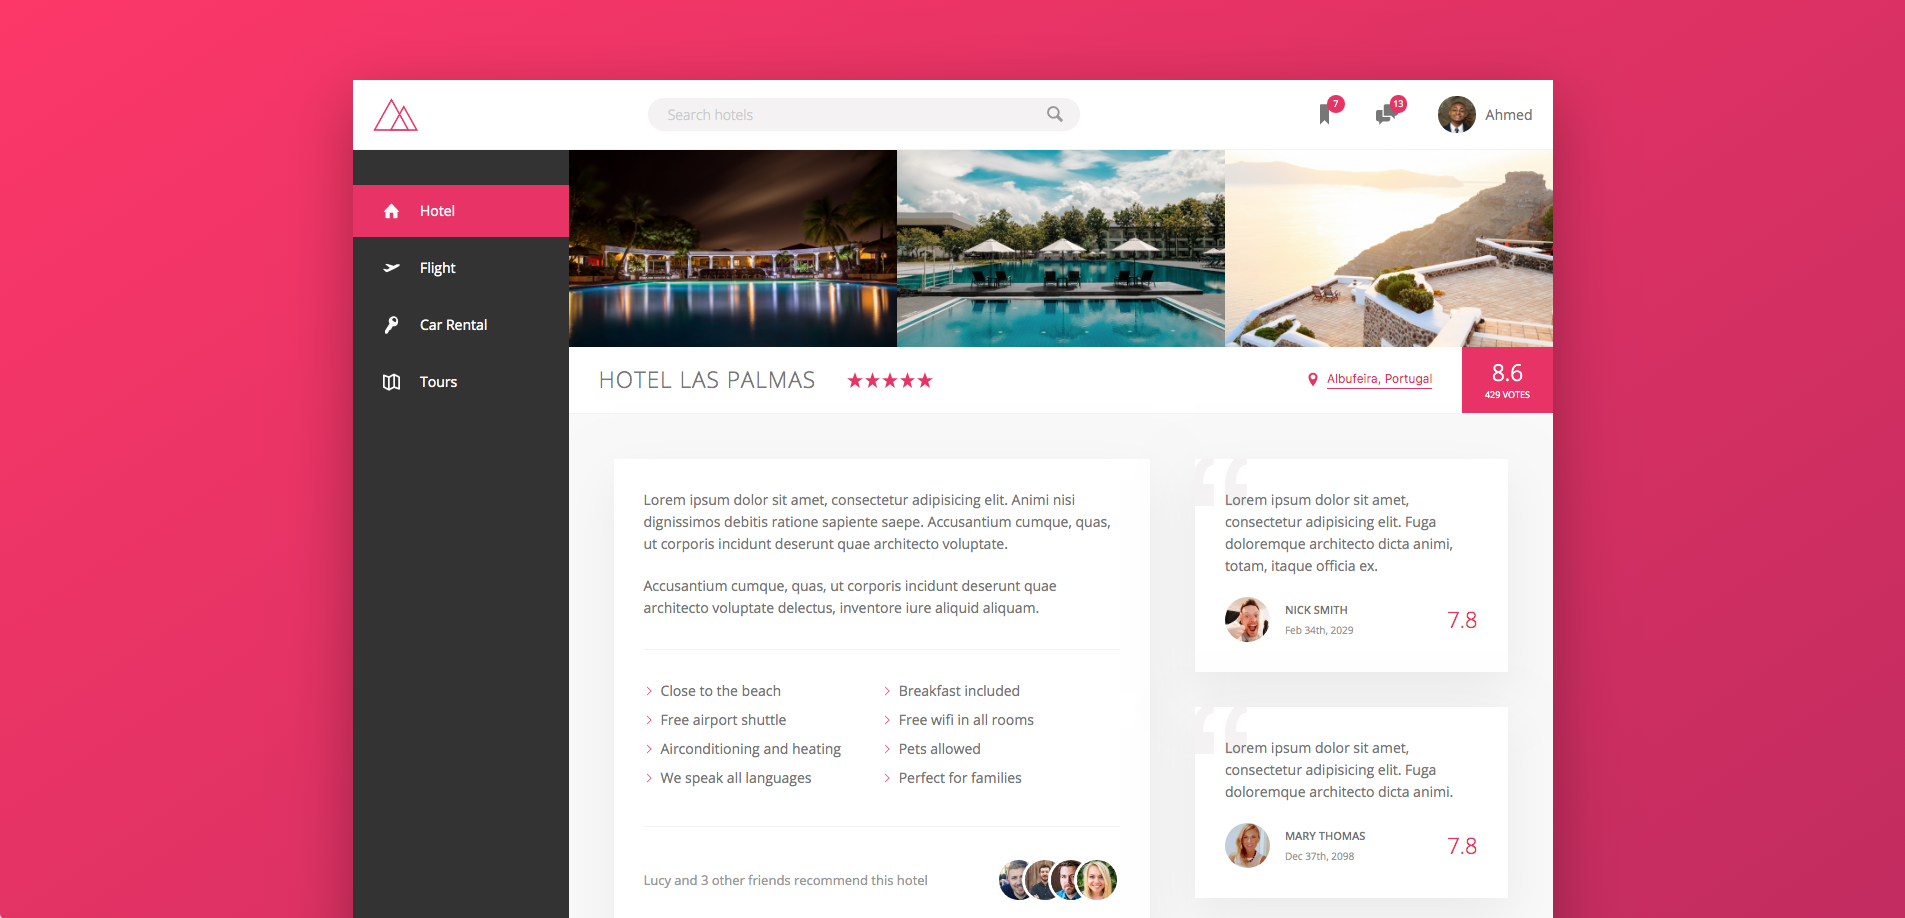 Search hotels
7
13
Ahmed
Hotel
Flight
Car Rental
Tours
HOTEL LAS PALMAS
Albufeira, Portugal
8.6
429 VOTES
Lorem ipsum dolor sit amet, consectetur adipisicing elit. Animi nisi
dignissimos debitis ratione sapiente saepe. Accusantium cumque, quas,
ut corporis incidunt deserunt quae architecto voluptate.
Accusantium cumque, quas, ut corporis incidunt deserunt quae
architecto voluptate delectus, inventore iure aliquid aliquam.
Close to the beach
Free airport shuttle
Airconditioning and heating
We speak all languages
Breakfast included
Free wifi in all rooms
Pets allowed
Perfect for families
Lucy and 3 other friends recommend this hotel
“
Lorem ipsum dolor sit amet,
consectetur adipisicing elit. Fuga
doloremque architecto dicta animi,
totam, itaque officia ex.
NICK SMITH
Feb 34th, 2029
7.8
“
Lorem ipsum dolor sit amet,
consectetur adipisicing elit. Fuga
doloremque architecto dicta animi.
MARY THOMAS
Dec 37th, 2098
7.8